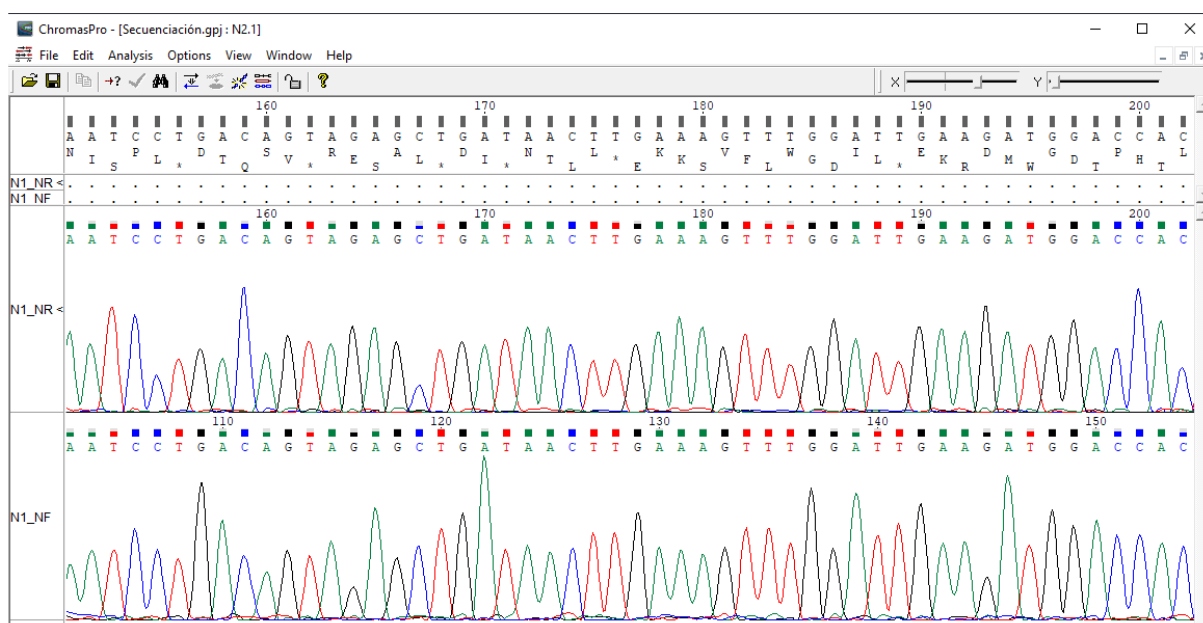 ChromasPro - [Secuenciación.gpj : N2.1]
File Edit Analysis Options View Window Help
X Y
160 170 180 190 200
A A T C C T G A C A G T A G A G C T G A T A A C T T G A A A G T T T G G A T T G A A G A T G G A C C A C
N P D S R A D N L K V W I E D G P L
I L T V E L I T * K F G L K M D H
S * Q * S * * L E S L D * R W T T
N1_NR <
N1_NF
160 170 180 190 200
A A T C C T G A C A G T A G A G C T G A T A A C T T G A A A G T T T G G A T T G A A G A T G G A C C A C
N1_NR <
110 120 130 140 150
A A T C C T G A C A G T A G A G C T G A T A A C T T G A A A G T T T G G A T T G A A G A T G G A C C A C
N1_NF